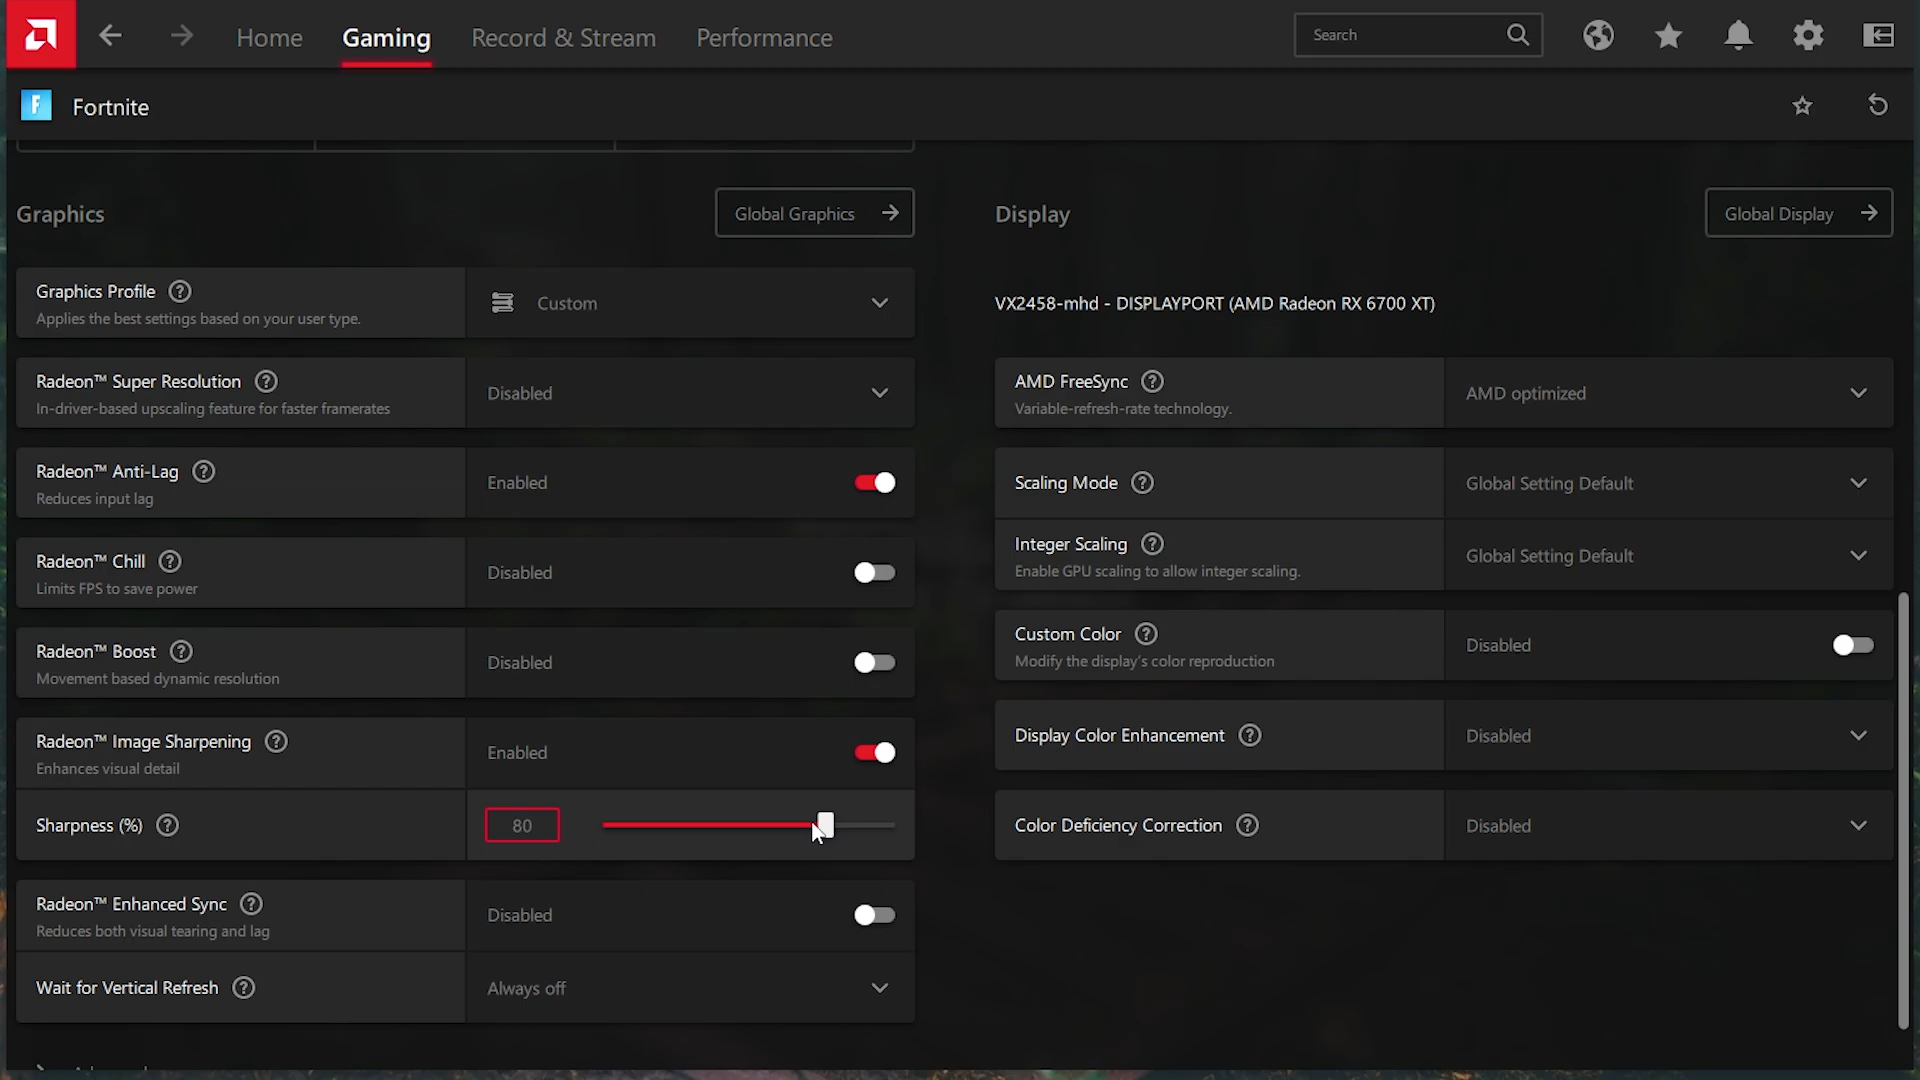 Home
Gaming
Record & Stream
Performance
Search
F
Fortnite
Graphics
Global Graphics
Graphics Profile
Applies the best settings based on your user type.
Custom
Radeon™ Super Resolution
In-driver-based upscaling feature for faster framerates
Disabled
Radeon™ Anti-Lag
Reduces input lag
Enabled
Radeon™ Chill
Limits FPS to save power
Disabled
Radeon™ Boost
Movement based dynamic resolution
Disabled
Radeon™ Image Sharpening
Enhances visual detail
Enabled
Sharpness (%)
80
Radeon™ Enhanced Sync
Reduces both visual tearing and lag
Disabled
Wait for Vertical Refresh
Always off
Display
Global Display
VX2458-mhd - DISPLAYPORT (AMD Radeon RX 6700 XT)
AMD FreeSync
Variable-refresh-rate technology.
AMD optimized
Scaling Mode
Global Setting Default
Integer Scaling
Enable GPU scaling to allow integer scaling.
Global Setting Default
Custom Color
Modify the display's color reproduction
Disabled
Display Color Enhancement
Disabled
Color Deficiency Correction
Disabled